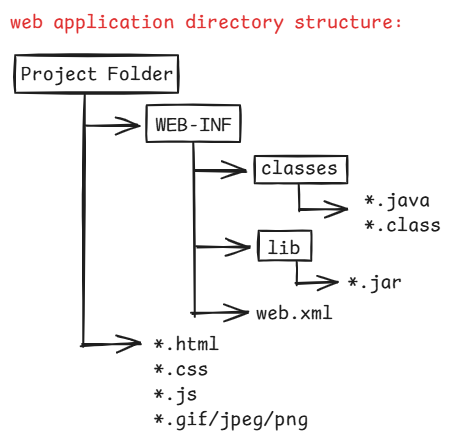 web application directory structure:
Project Folder
WEB-INF
classes
*.java
*.class
lib
*.jar
web.xml
*.html
*.css
*.js
*.gif/jpeg/png